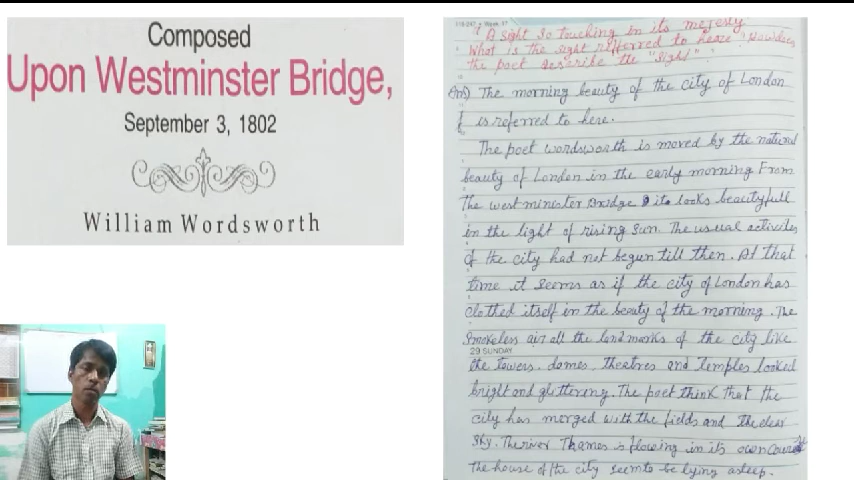 Composed
Upon Westminster Bridge,
September 3, 1802
William Wordsworth
"A sight so touching in its majesty
What is the sight refferred to heare "How does
the poet describe the "sight".
Ans) The morning beauty of the city of London
is referred to here.
The poet wordsworth is moved by the natural
beauty of London in the early morning From
The west minister Bridge it looks beautyfull
in the light of rising sun. The usual activites
of the city had not begun till then. At that
time it seems as if the city of London has
clotted itself in the beauty of the morning. The
smokeless air all the landmarks of the city like
29 SUNDAY
the towers, domes, theatres and Temples looked
bright and glittering. The poet think that the
city has merged with the fields and the clear
sky. The river Thames is flowing in its own course
The house of the city seem to be lying asleep.